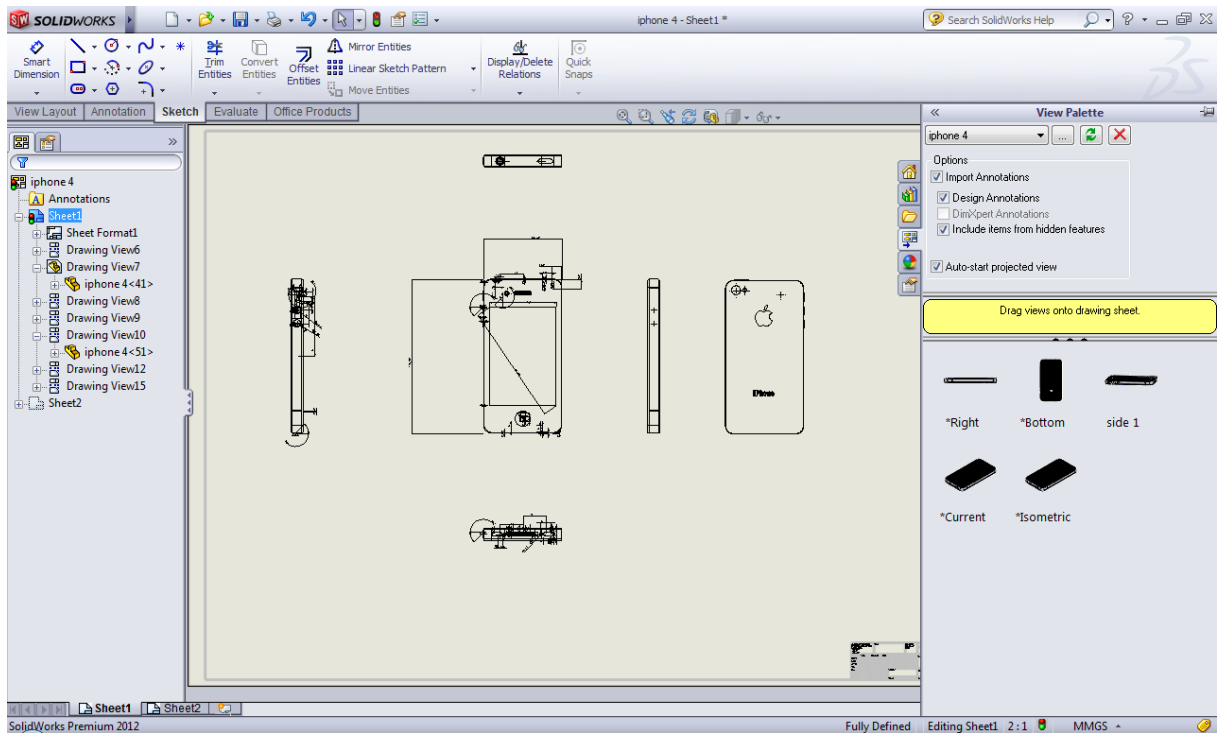 SOLIDWORKS
iphone 4 - Sheet1 *
Search SolidWorks Help
Smart Dimension
Trim Entities
Convert Entities
Offset Entities
Mirror Entities
Linear Sketch Pattern
Move Entities
Display/Delete Relations
Quick Snaps
View Layout
Annotation
Sketch
Evaluate
Office Products
iphone 4
Annotations
Sheet1
Sheet Format1
Drawing View6
Drawing View7
iphone 4<41>
Drawing View8
Drawing View9
Drawing View10
iphone 4<51>
Drawing View12
Drawing View15
Sheet2
IPhone
View Palette
iphone 4
...
Options
Import Annotations
Design Annotations
DimXpert Annotations
Include items from hidden features
Auto-start projected view
Drag views onto drawing sheet.
*Right
*Bottom
side 1
*Current
*Isometric
Sheet1
Sheet2
SolidWorks Premium 2012
Fully Defined
Editing Sheet1
2 : 1
MMGS